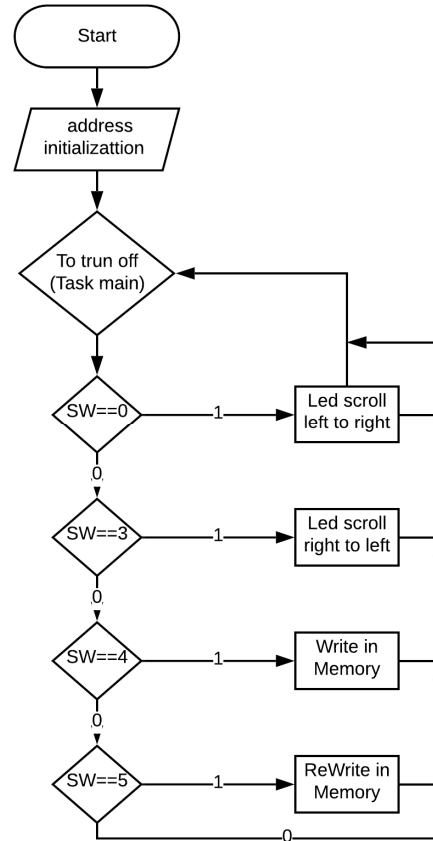 Start
address
initializattion
To trun off
(Task main)
SW==0
1
Led scroll
left to right
0
SW==3
1
Led scroll
right to left
0
SW==4
1
Write in
Memory
0
SW==5
1
ReWrite in
Memory
0